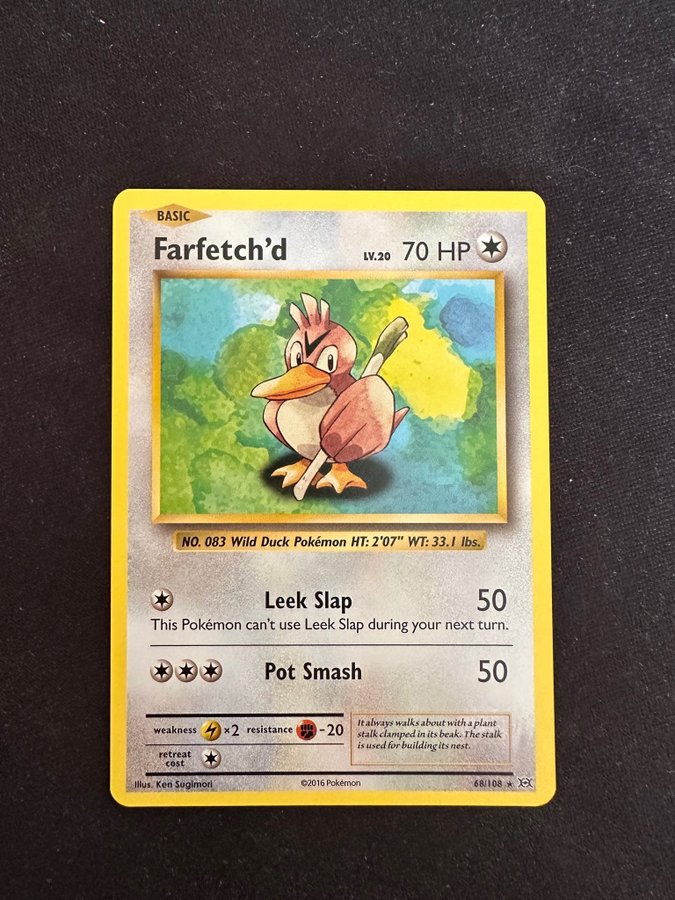 BASIC
Farfetch'd LV.20 70 HP
NO. 083 Wild Duck Pokémon HT: 2'07" WT: 33.1 lbs.
Leek Slap 50
This Pokémon can't use Leek Slap during your next turn.
Pot Smash 50
weakness ×2 resistance -20
retreat
cost
It always walks about with a plant
stalk clamped in its beak. The stalk
is used for building its nest.
Illus. Ken Sugimori ©2016 Pokémon 68/108 ★